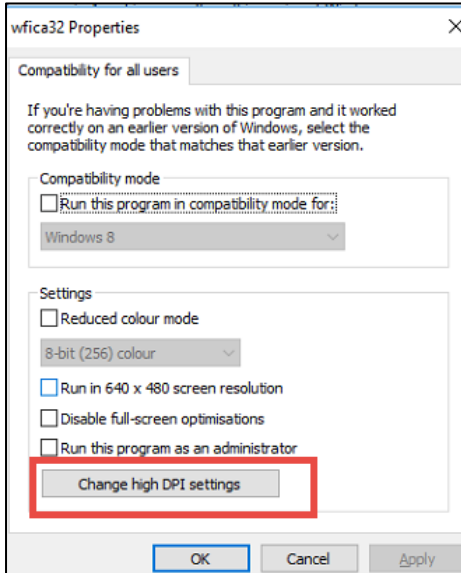 wfica32 Properties
Compatibility for all users
If you're having problems with this program and it worked
correctly on an earlier version of Windows, select the
compatibility mode that matches that earlier version.
Compatibility mode
Run this program in compatibility mode for:
Windows 8
Settings
Reduced colour mode
8-bit (256) colour
Run in 640 x 480 screen resolution
Disable full-screen optimisations
Run this program as an administrator
Change high DPI settings
OK Cancel Apply